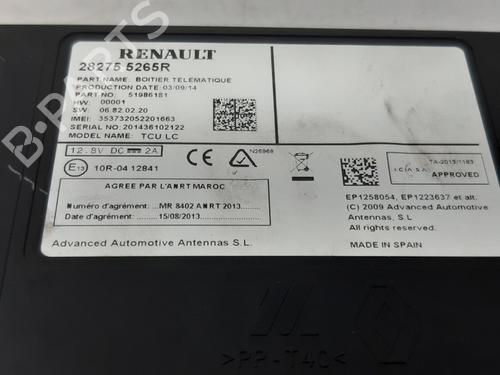 RENAULT
28275 5265R
PART NAME: BOITIER TELEMATIQUE
PRODUCTION DATE: 03/09/14
PART NO: 51986181
HW: 00001
SW: 06.82.02.20
IMEI: 353732052201663
SERIAL NO: 201436102122
MODEL NAME: TCU LC
12.8V DC 2A
E13 10R-04 12841
CE
N26968
TA-2013/1183
I.C.A.S.A
APPROVED
AGREE PAR L'ANRT MAROC
Numéro d'agrément: ...MR 8402 ANRT 2013...
Date d'agrément: ......15/08/2013...
Advanced Automotive Antennas S.L.
EP1258054, EP1223637 et alt.
(C) 2009 Advanced Automotive
Antennas, S.L
All rights reserved.
MADE IN SPAIN
>PP-T40<
B-PARTS